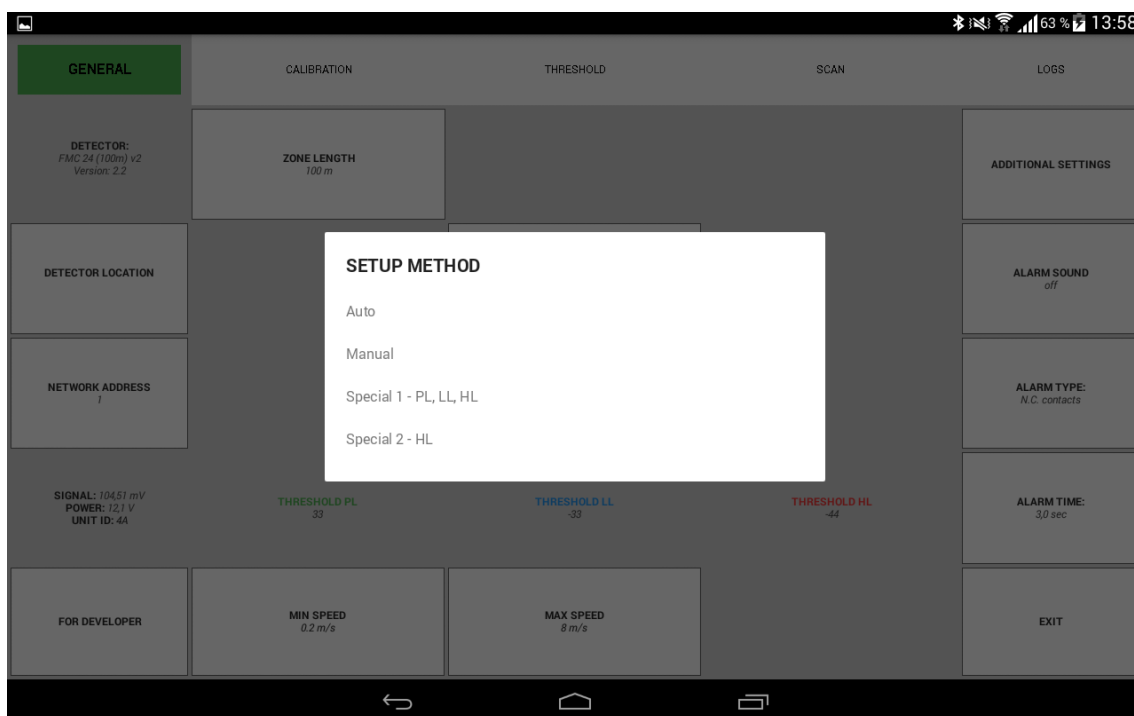 63 % 13:58
GENERAL
CALIBRATION
THRESHOLD
SCAN
LOGS
DETECTOR:
FMC 24 (100m) v2
Version: 2.2
ZONE LENGTH
100 m
ADDITIONAL SETTINGS
DETECTOR LOCATION
ALARM SOUND
off
SETUP METHOD
Auto
Manual
Special 1 - PL, LL, HL
Special 2 - HL
NETWORK ADDRESS
1
ALARM TYPE:
N.C. contacts
SIGNAL: 104,51 mV
POWER: 12,1 V
UNIT ID: 4A
THRESHOLD PL
33
THRESHOLD LL
-33
THRESHOLD HL
-44
ALARM TIME:
3,0 sec
FOR DEVELOPER
MIN SPEED
0.2 m/s
MAX SPEED
8 m/s
EXIT